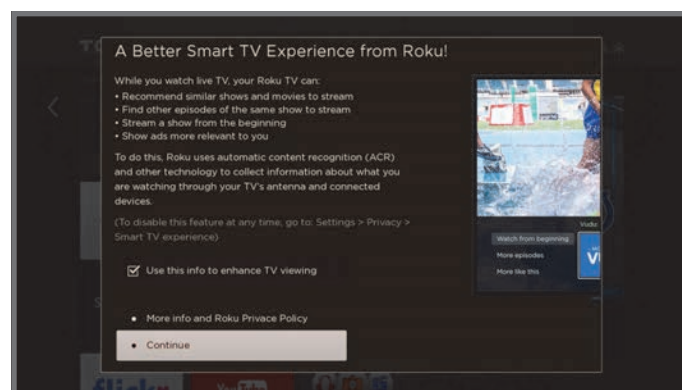 A Better Smart TV Experience from Roku!
While you watch live TV, your Roku TV can:
• Recommend similar shows and movies to stream
• Find other episodes of the same show to stream
• Stream a show from the beginning
• Show ads more relevant to you
To do this, Roku uses automatic content recognition (ACR)
and other technology to collect information about what you
are watching through your TV's antenna and connected
devices.
(To disable this feature at any time, go to: Settings > Privacy >
Smart TV experience)
Use this info to enhance TV viewing
• More info and Roku Privace Policy
• Continue
Vudu
Watch from beginning
More episodes
More like this
YouTube